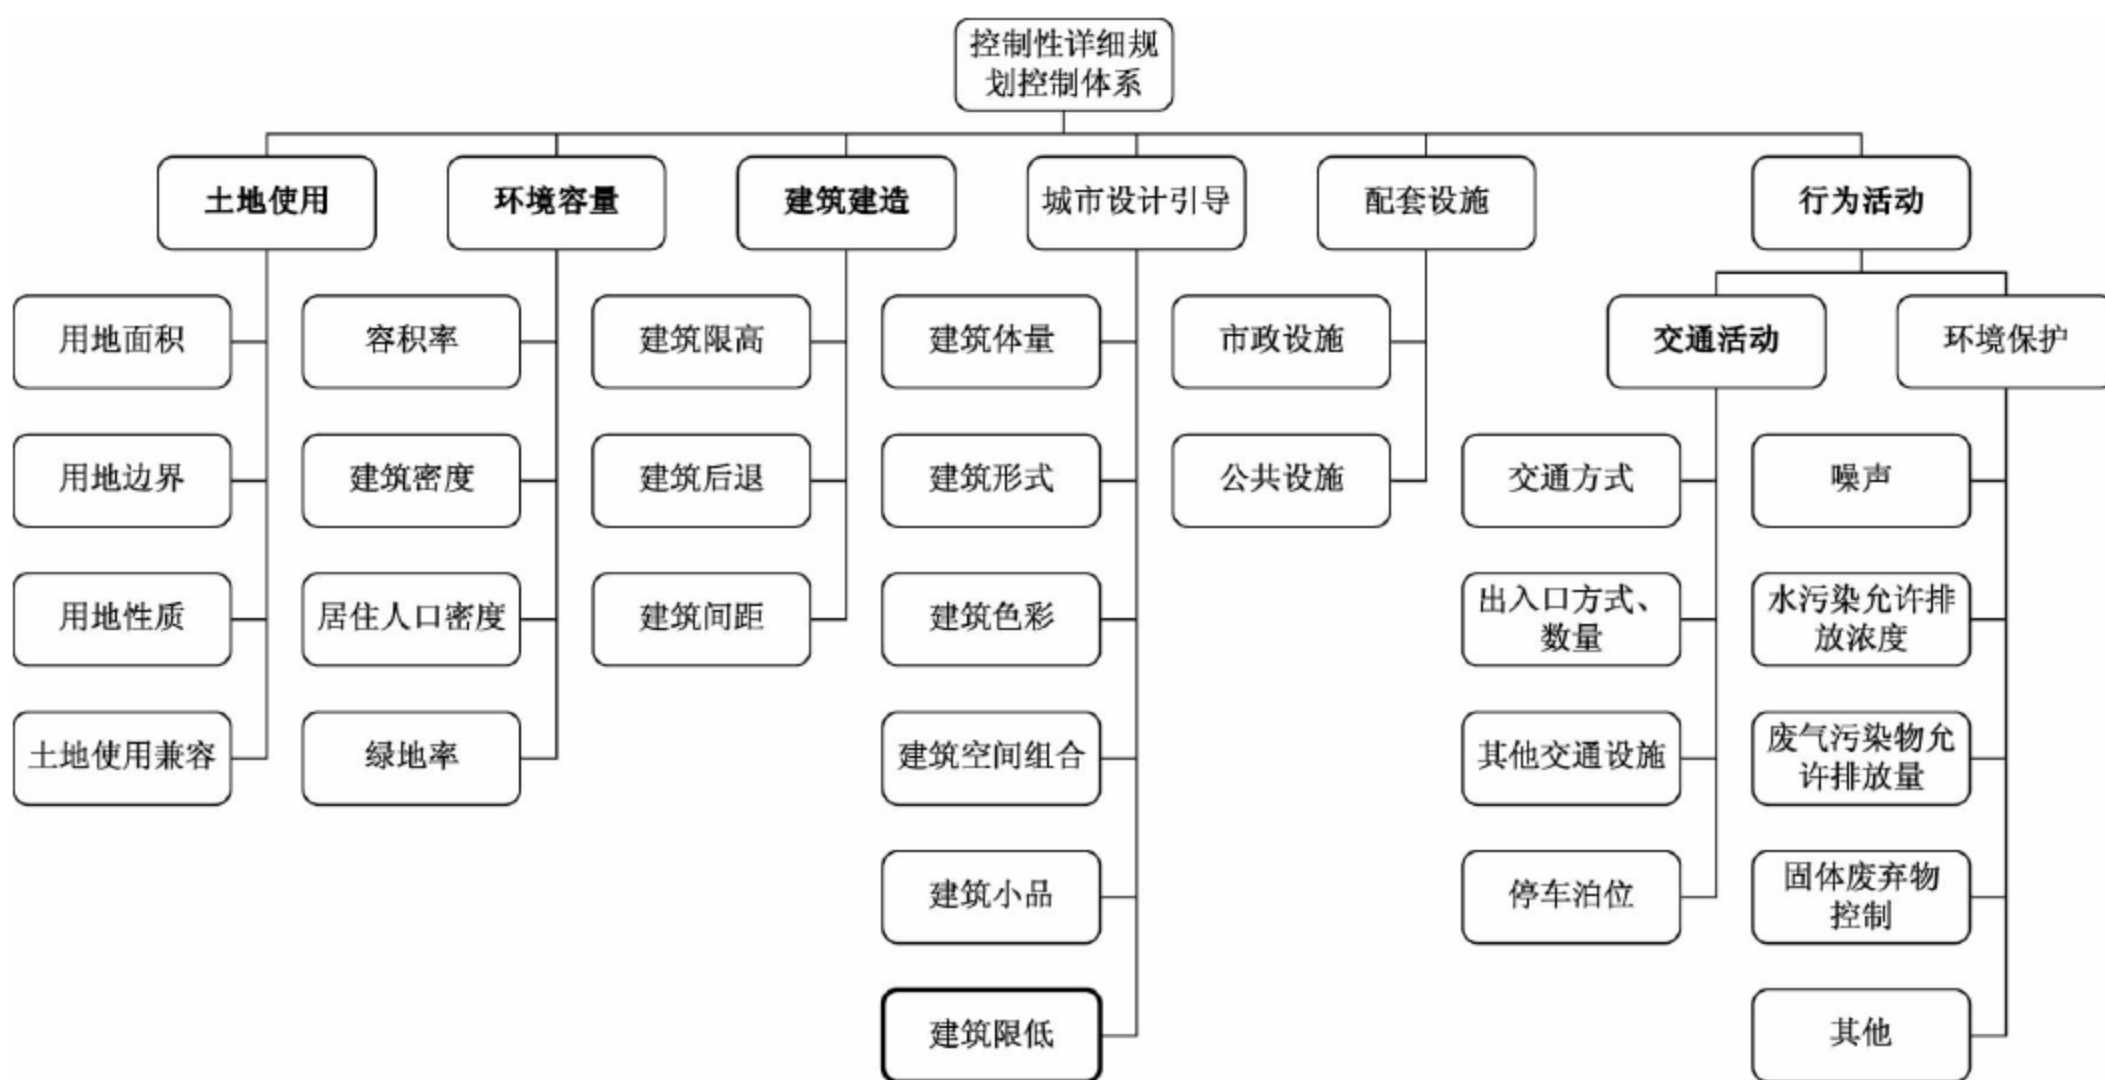 控制性详细规
划控制体系
土地使用
环境容量
建筑建造
城市设计引导
配套设施
行为活动
用地面积
容积率
建筑限高
建筑体量
市政设施
交通活动
环境保护
用地边界
建筑密度
建筑后退
建筑形式
公共设施
交通方式
噪声
用地性质
居住人口密度
建筑间距
建筑色彩
出入口方式、
数量
水污染允许排
放浓度
土地使用兼容
绿地率
建筑空间组合
其他交通设施
废气污染物允
许排放量
建筑小品
停车泊位
固体废弃物
控制
建筑限低
其他